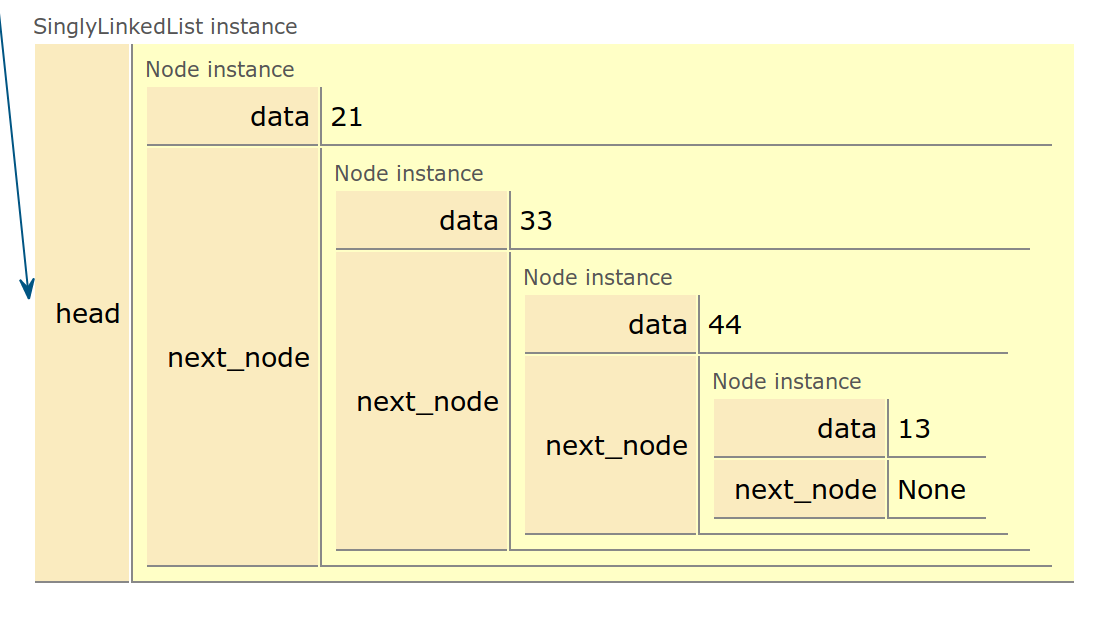 SinglyLinkedList instance
Node instance
data 21
Node instance
data 33
Node instance
data 44
Node instance
data 13
next_node None
next_node
next_node
next_node
head